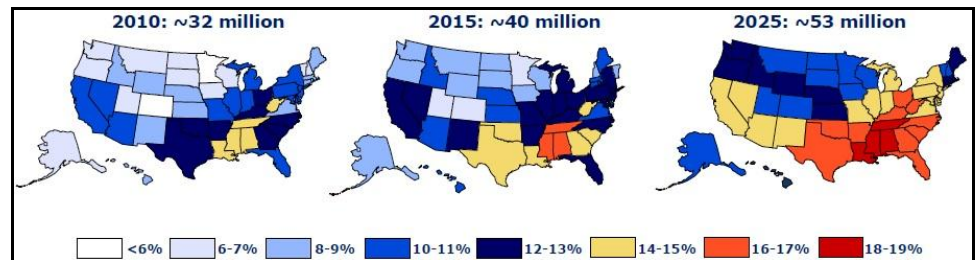 2010: ~32 million
2015: ~40 million
2025: ~53 million
<6%
6-7%
8-9%
10-11%
12-13%
14-15%
16-17%
18-19%